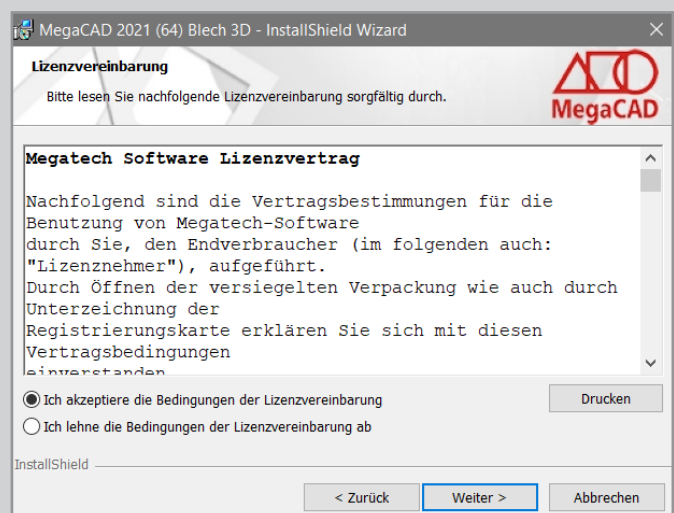 MegaCAD 2021 (64) Blech 3D - InstallShield Wizard
Lizenzvereinbarung
Bitte lesen Sie nachfolgende Lizenzvereinbarung sorgfältig durch.
MegaCAD
Megatech Software Lizenzvertrag
Nachfolgend sind die Vertragsbestimmungen für die
Benutzung von Megatech-Software
durch Sie, den Endverbraucher (im folgenden auch:
"Lizenznehmer"), aufgeführt.
Durch Öffnen der versiegelten Verpackung wie auch durch
Unterzeichnung der
Registrierungskarte erklären Sie sich mit diesen
Vertragsbedingungen
einverstanden
Ich akzeptiere die Bedingungen der Lizenzvereinbarung
Drucken
Ich lehne die Bedingungen der Lizenzvereinbarung ab
InstallShield
< Zurück
Weiter >
Abbrechen